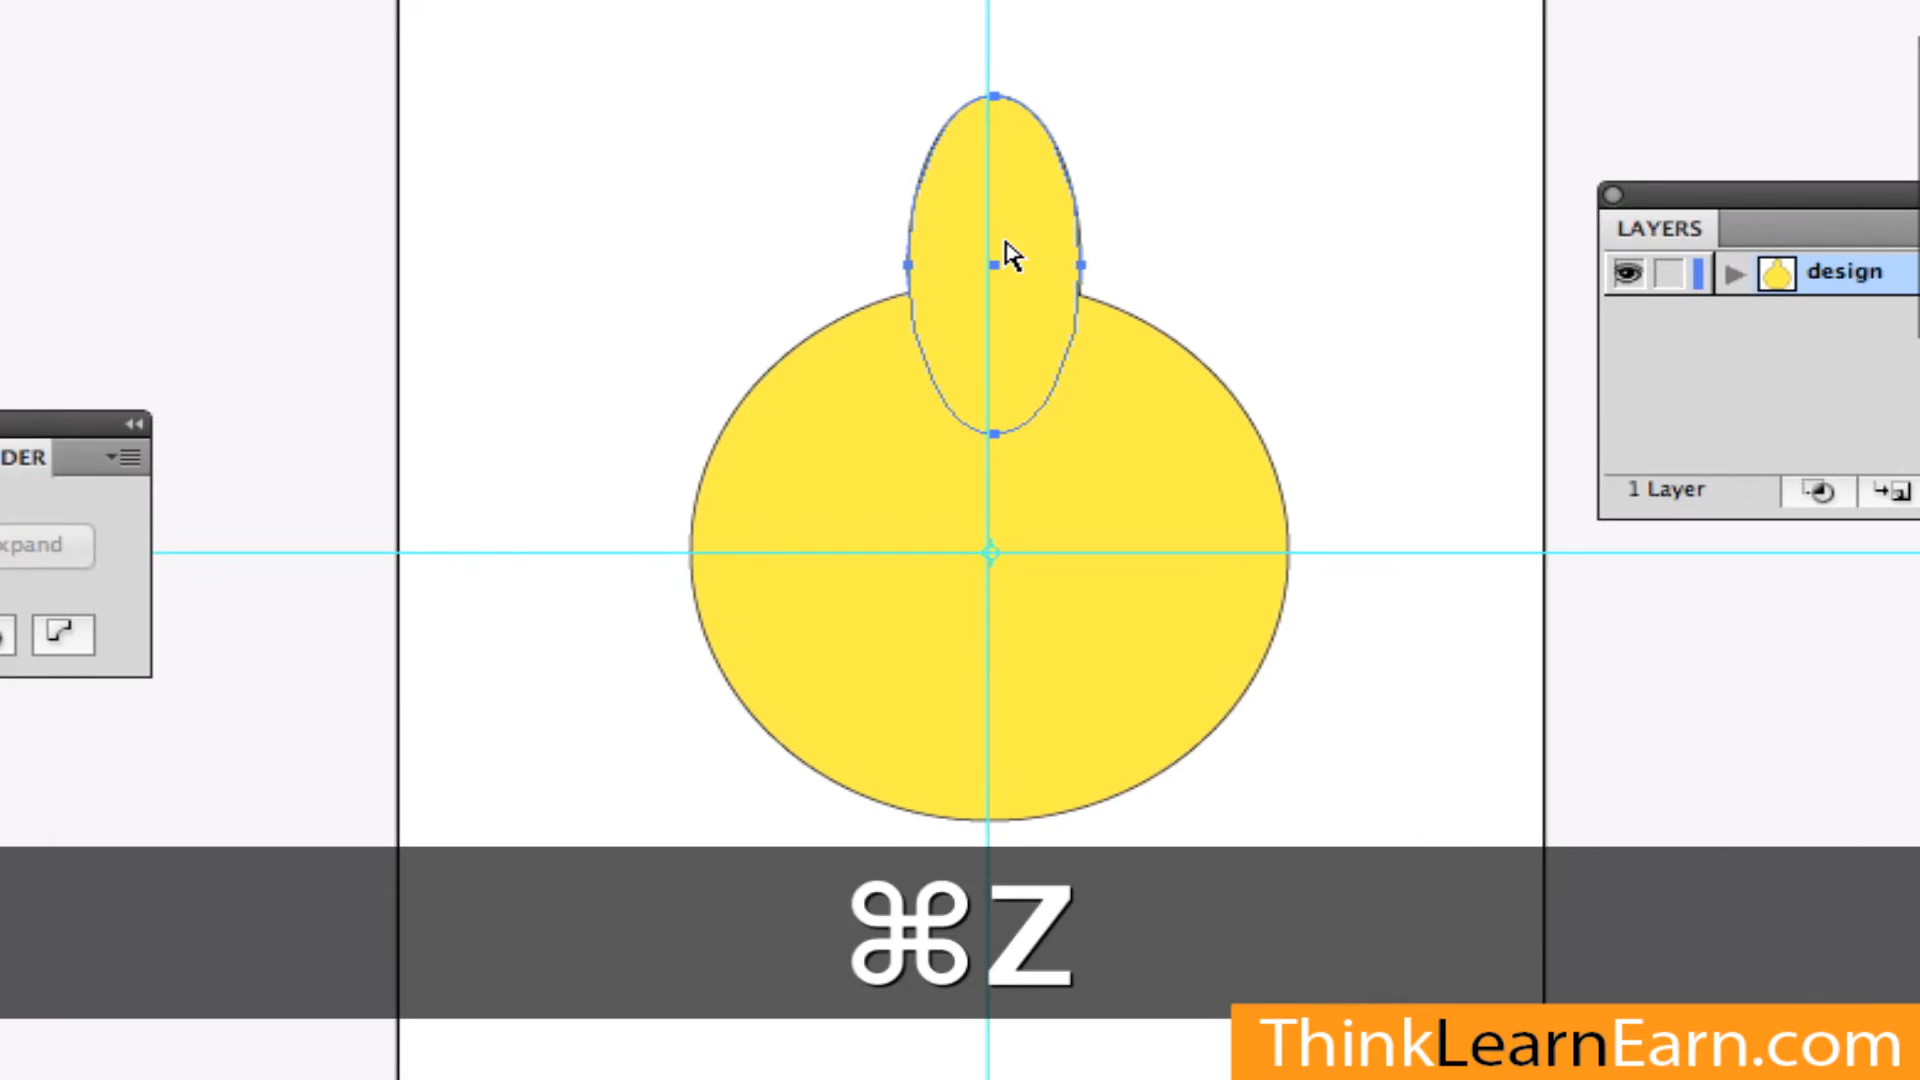 LAYERS
design
DER
1 Layer
xpand
⌘Z
ThinkLearnEarn.com